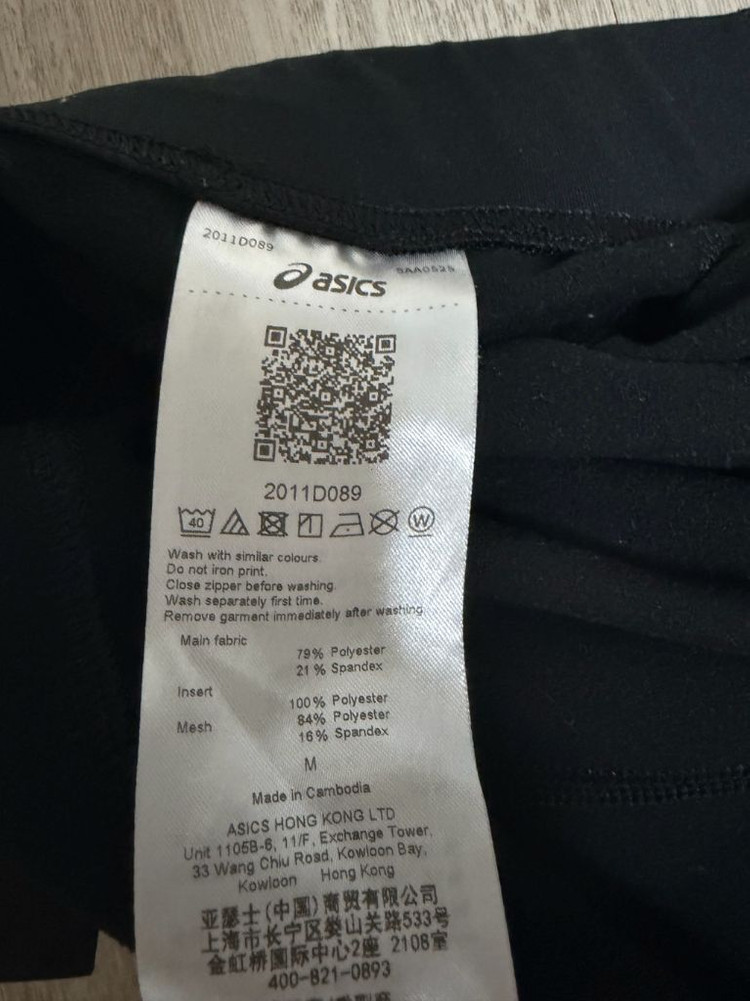 2011D089
5AA0525
asics
2011D089
40
W
Wash with similar colours.
Do not iron print.
Close zipper before washing.
Wash separately first time.
Remove garment immediately after washing.
Main fabric
79% Polyester
21% Spandex
Insert
100% Polyester
Mesh
84% Polyester
16% Spandex
M
Made in Cambodia
ASICS HONG KONG LTD
Unit 1105B-6, 11/F, Exchange Tower,
33 Wang Chiu Road, Kowloon Bay,
Kowloon Hong Kong
亚瑟士(中国)商贸有限公司
上海市长宁区娄山关路533号
金虹桥国际中心2座 2108室
400-821-0893